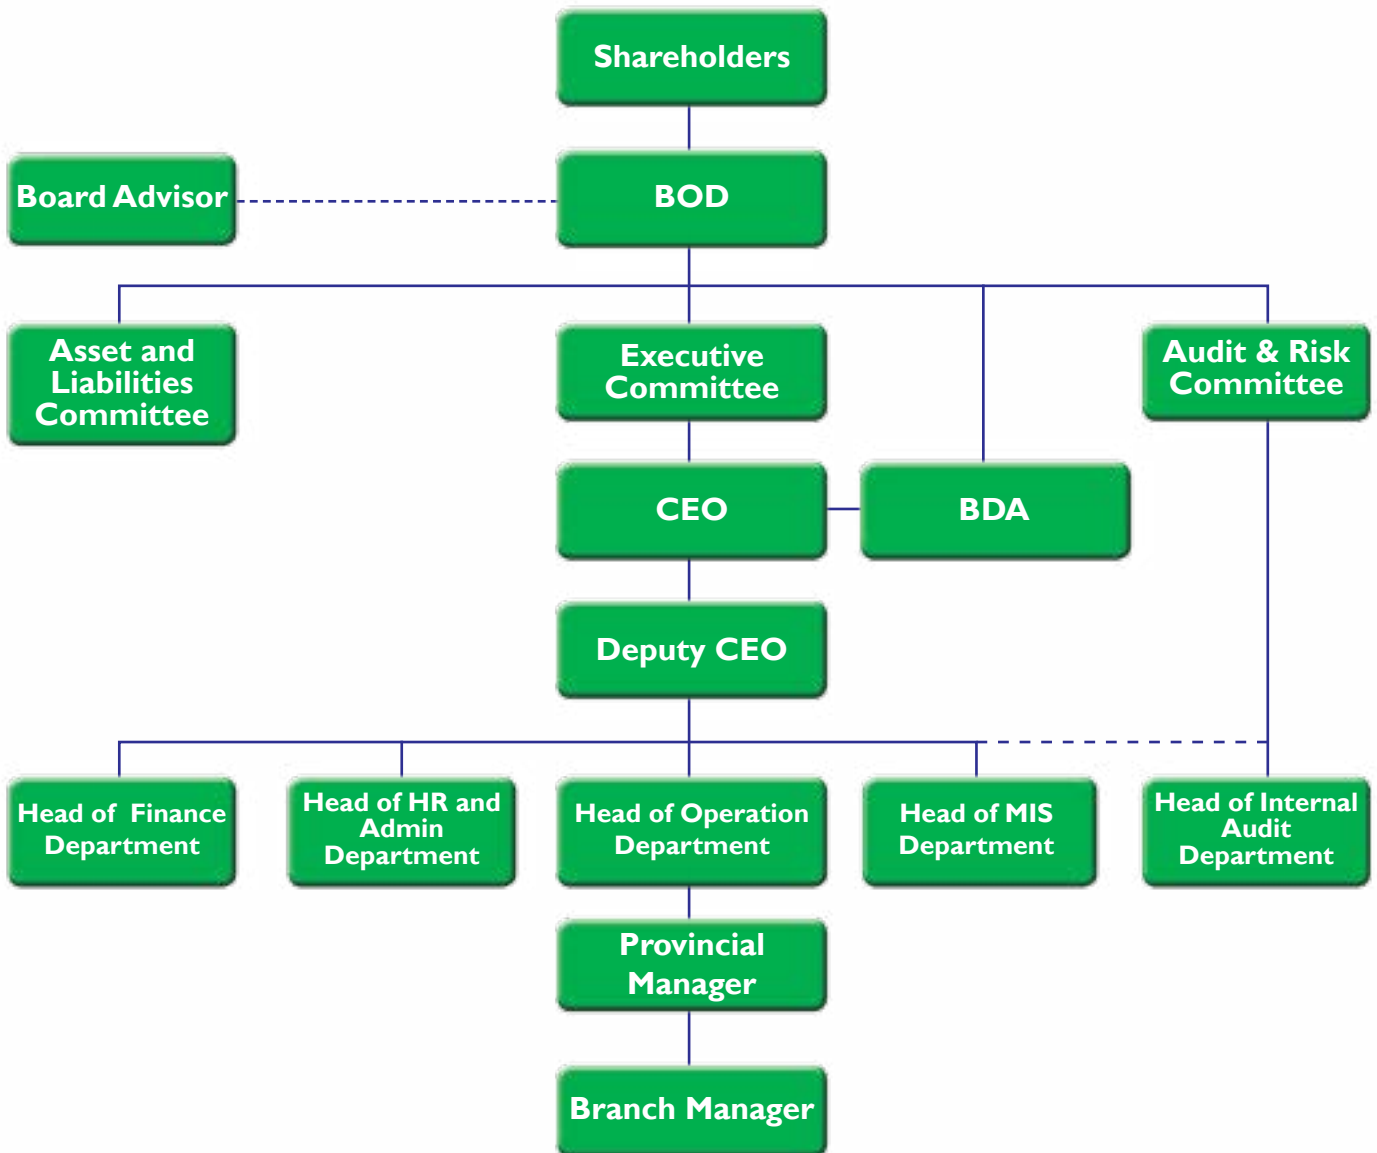 Shareholders
Board Advisor
BOD
Asset and
Liabilities
Committee
Executive
Committee
Audit & Risk
Committee
CEO
BDA
Deputy CEO
Head of Finance
Department
Head of HR and
Admin
Department
Head of Operation
Department
Head of MIS
Department
Head of Internal
Audit
Department
Provincial
Manager
Branch Manager